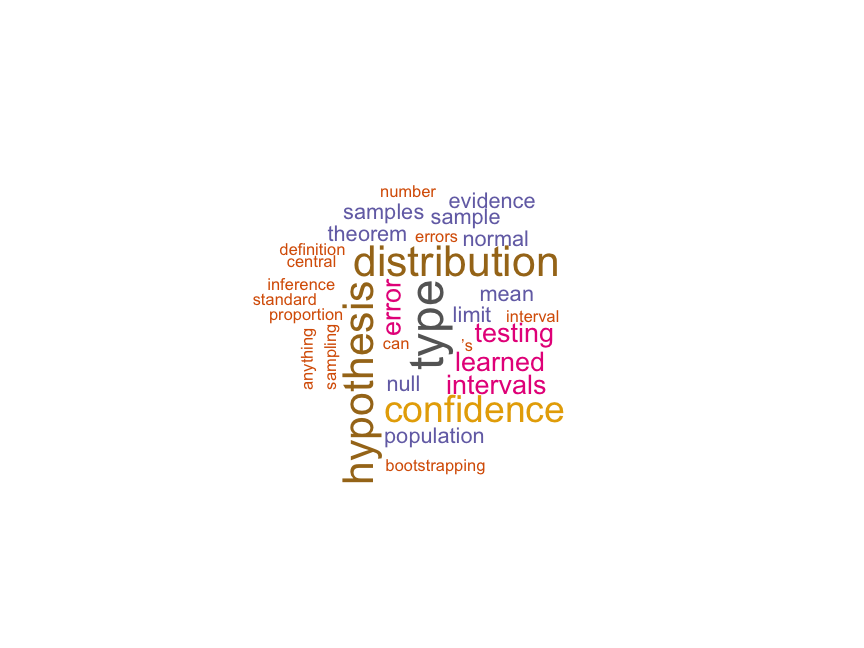 number
evidence
samples
sample
theorem
errors
normal
definition
central
distribution
inference
standard
proportion
hypothesis
error
type
mean
limit
interval
testing
anything
sampling
can
's
learned
null
intervals
confidence
population
bootstrapping